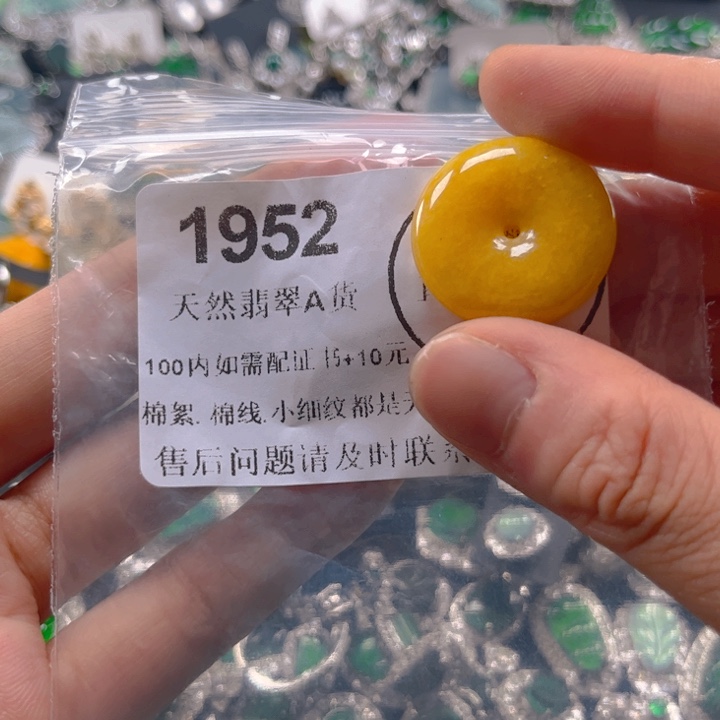 1952
天然翡翠A货
100内如需配证书+10元
棉絮.棉线.小细纹都是天
售后问题请及时联系